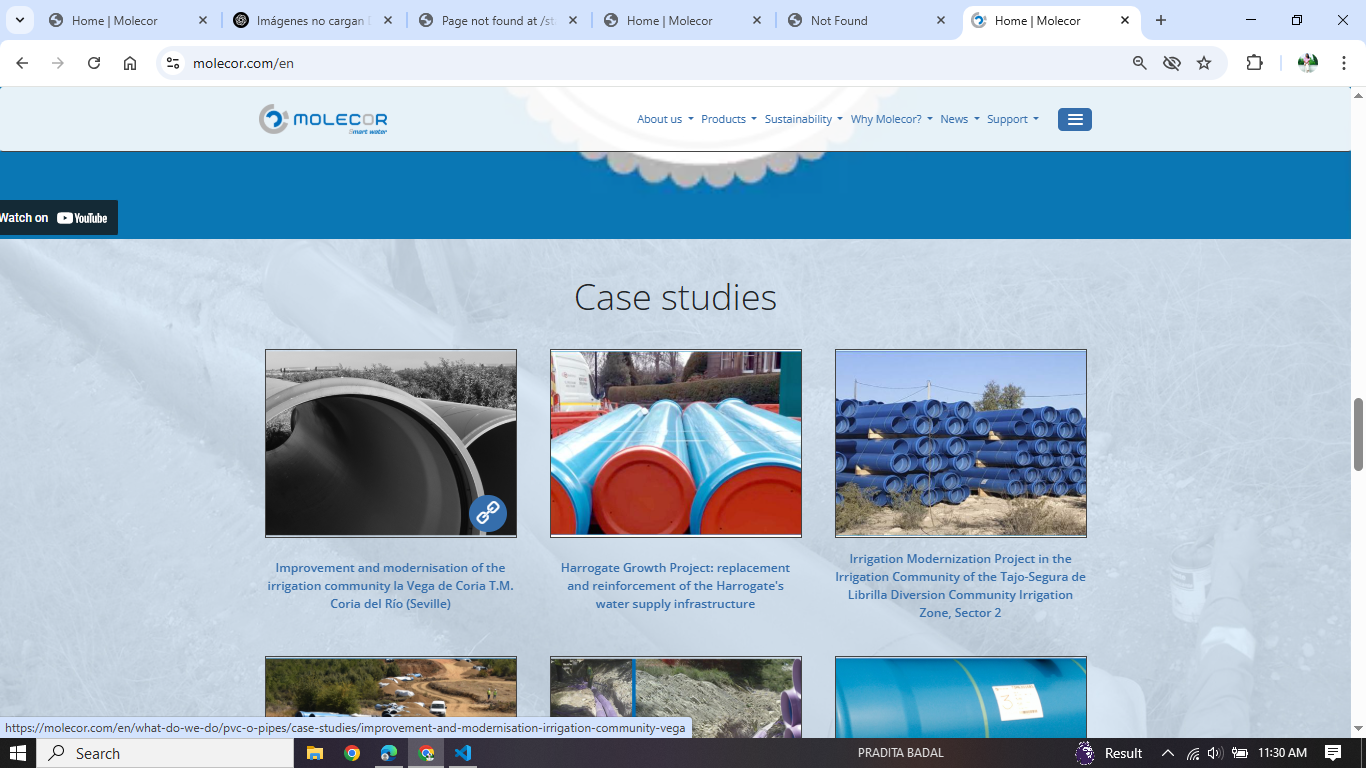 Home | Molecor
Imágenes no cargan
Page not found at /st
Home | Molecor
Not Found
Home | Molecor
molecor.com/en
MOLECOR
Smart water
About us
Products
Sustainability
Why Molecor?
News
Support
Watch on YouTube
Case studies
Improvement and modernisation of the
irrigation community la Vega de Coria T.M.
Coria del Río (Seville)
Harrogate Growth Project: replacement
and reinforcement of the Harrogate's
water supply infrastructure
Irrigation Modernization Project in the
Irrigation Community of the Tajo-Segura de
Librilla Diversion Community Irrigation
Zone, Sector 2
https://molecor.com/en/what-do-we-do/pvc-o-pipes/case-studies/improvement-and-modernisation-irrigation-community-vega
Search
PRADITA BADAL
Result
11:30 AM